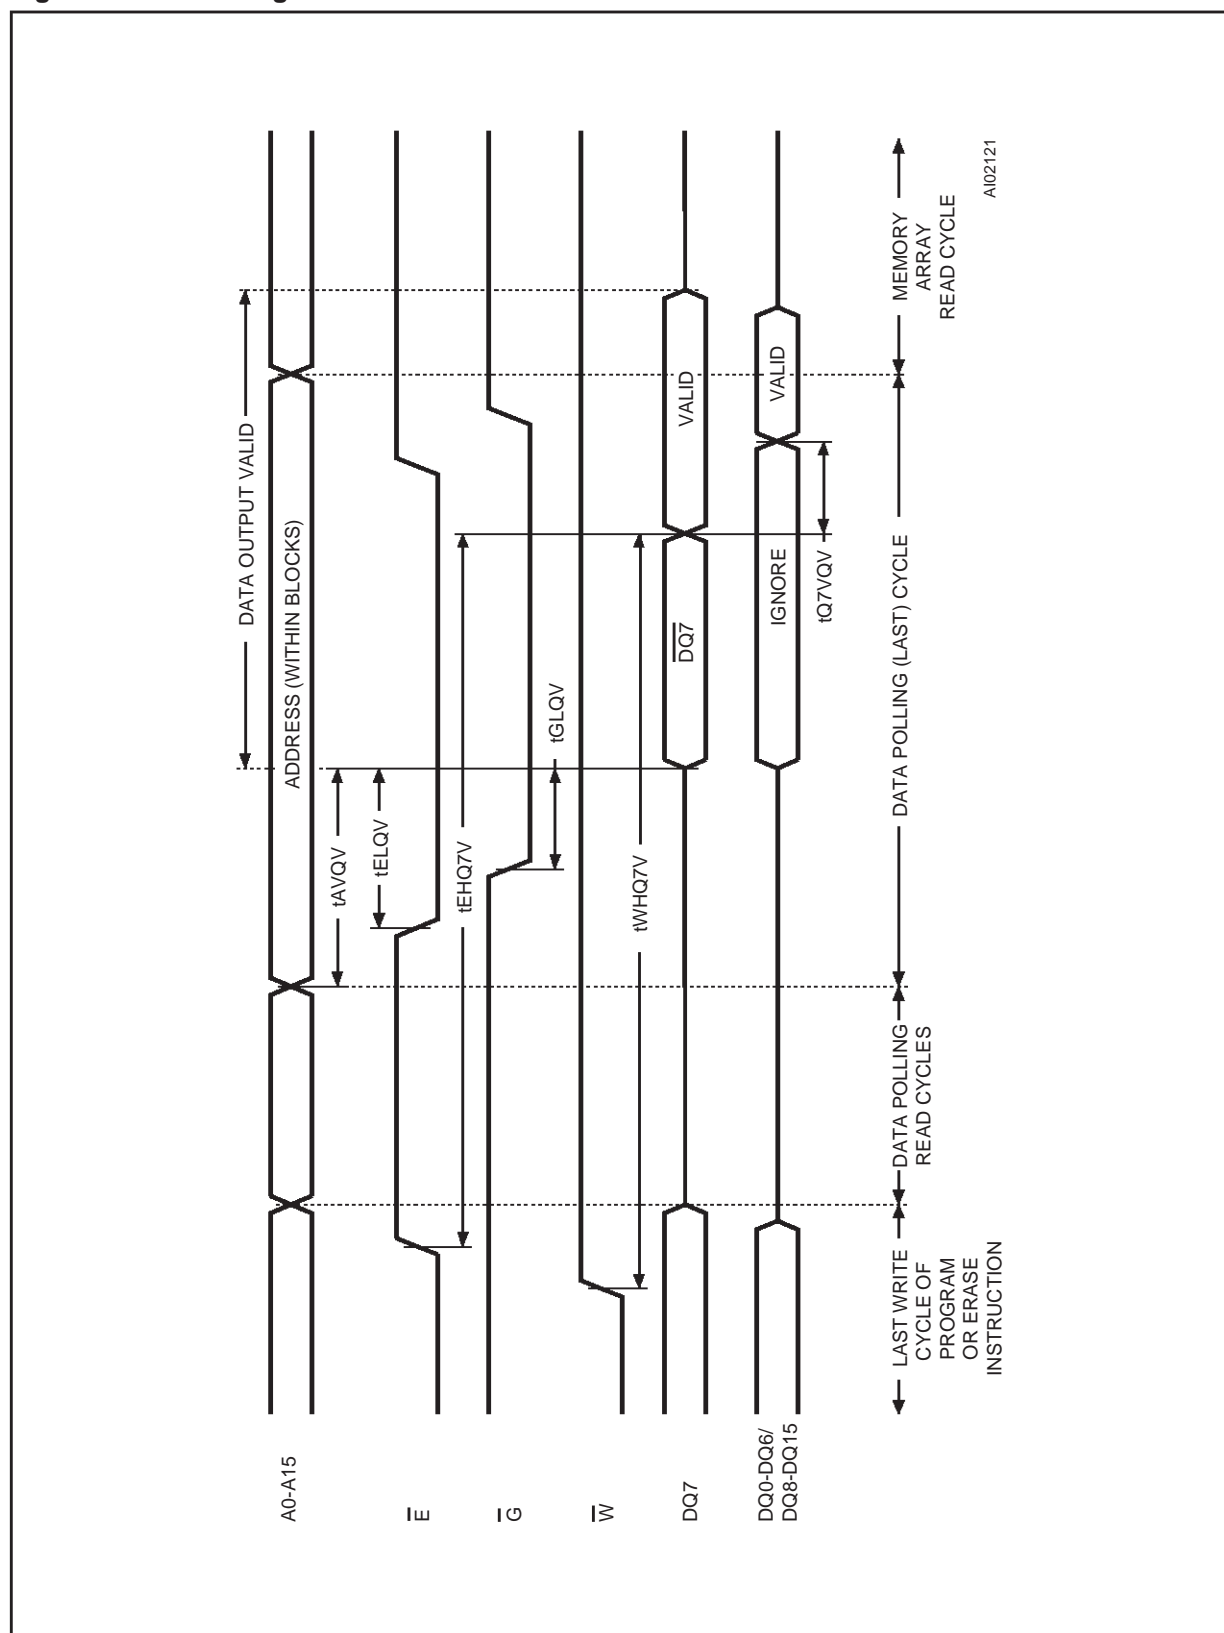 DATA OUTPUT VALID
A0-A15
ADDRESS (WITHIN BLOCKS)
tAVQV
tELQV
E̅
tEHQ7V
G̅
tGLQV
W̅
tWHQ7V
DQ7
D̅Q̅7̅
VALID
DQ0-DQ6/
DQ8-DQ15
IGNORE
VALID
tQ7VQV
LAST WRITE
CYCLE OF
PROGRAM
OR ERASE
INSTRUCTION
DATA POLLING
READ CYCLES
DATA POLLING (LAST) CYCLE
MEMORY
ARRAY
READ CYCLE
AI02121